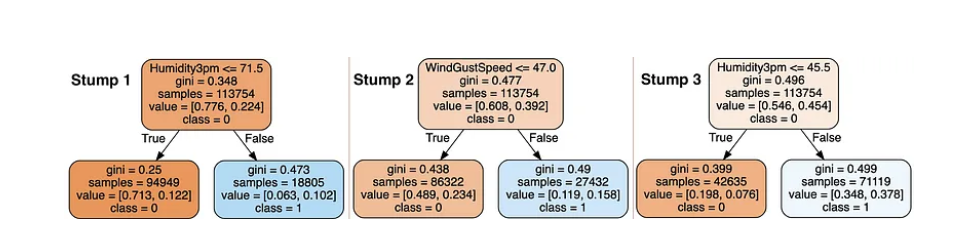 Stump 1
Humidity3pm <= 71.5
gini = 0.348
samples = 113754
value = [0.776, 0.224]
class = 0
True
False
gini = 0.25
samples = 94949
value = [0.713, 0.122]
class = 0
gini = 0.473
samples = 18805
value = [0.063, 0.102]
class = 1
Stump 2
WindGustSpeed <= 47.0
gini = 0.477
samples = 113754
value = [0.608, 0.392]
class = 0
True
False
gini = 0.438
samples = 86322
value = [0.489, 0.234]
class = 0
gini = 0.49
samples = 27432
value = [0.119, 0.158]
class = 1
Stump 3
Humidity3pm <= 45.5
gini = 0.496
samples = 113754
value = [0.546, 0.454]
class = 0
True
False
gini = 0.399
samples = 42635
value = [0.198, 0.076]
class = 0
gini = 0.499
samples = 71119
value = [0.348, 0.378]
class = 1